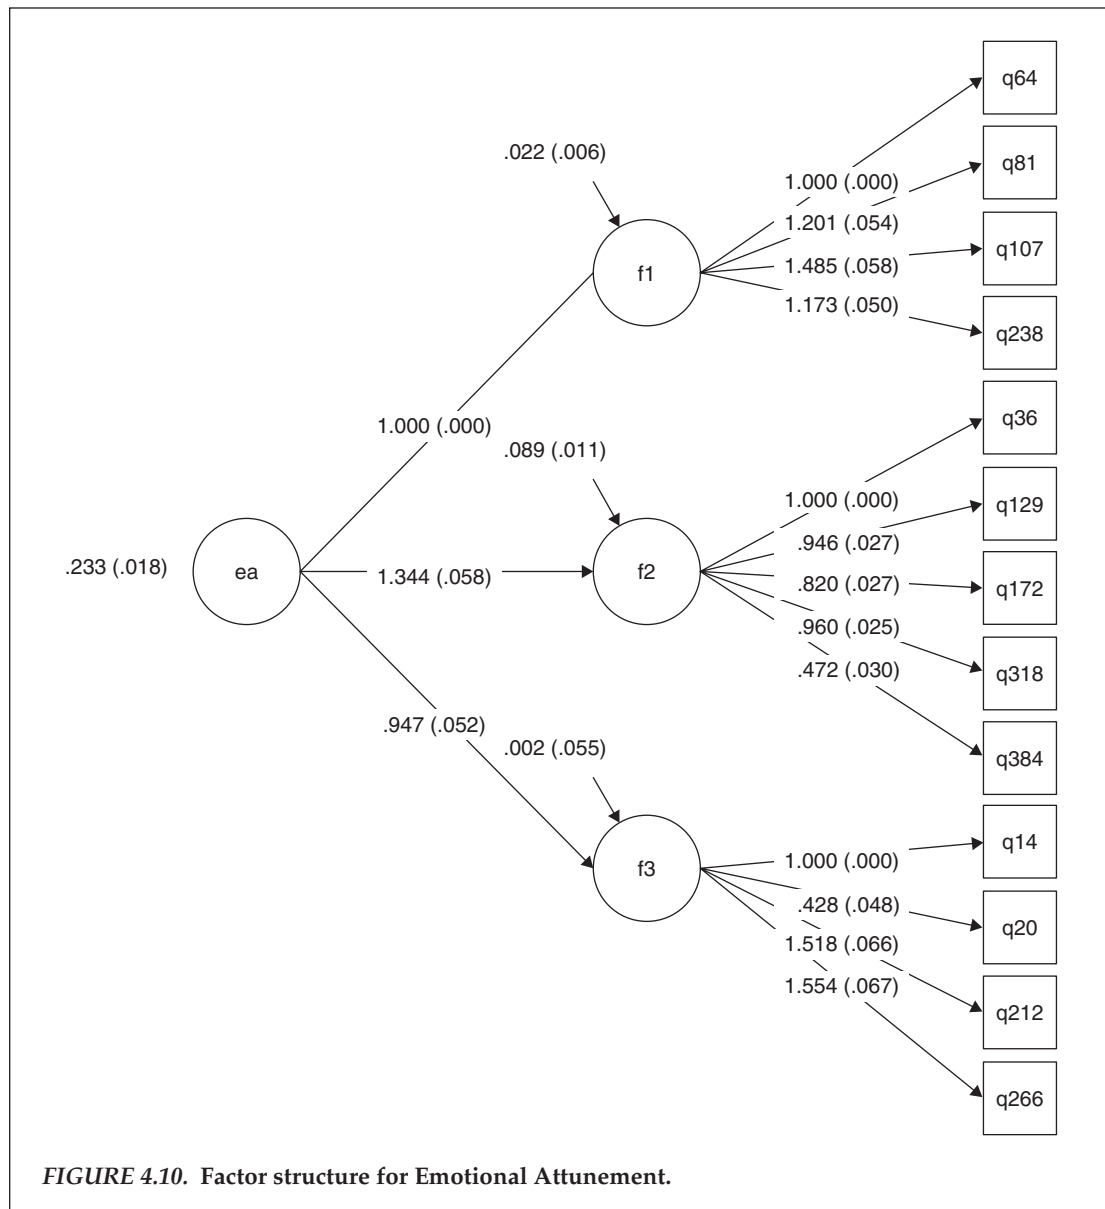 q64
.022 (.006)
1.000 (.000)
q81
1.201 (.054)
f1
1.485 (.058)
q107
1.173 (.050)
q238
1.000 (.000)
.089 (.011)
q36
1.000 (.000)
q129
.946 (.027)
.233 (.018)
ea
1.344 (.058)
f2
.820 (.027)
q172
.960 (.025)
q318
.472 (.030)
.947 (.052)
.002 (.055)
q384
1.000 (.000)
q14
f3
.428 (.048)
q20
1.518 (.066)
1.554 (.067)
q212
q266
FIGURE 4.10. Factor structure for Emotional Attunement.